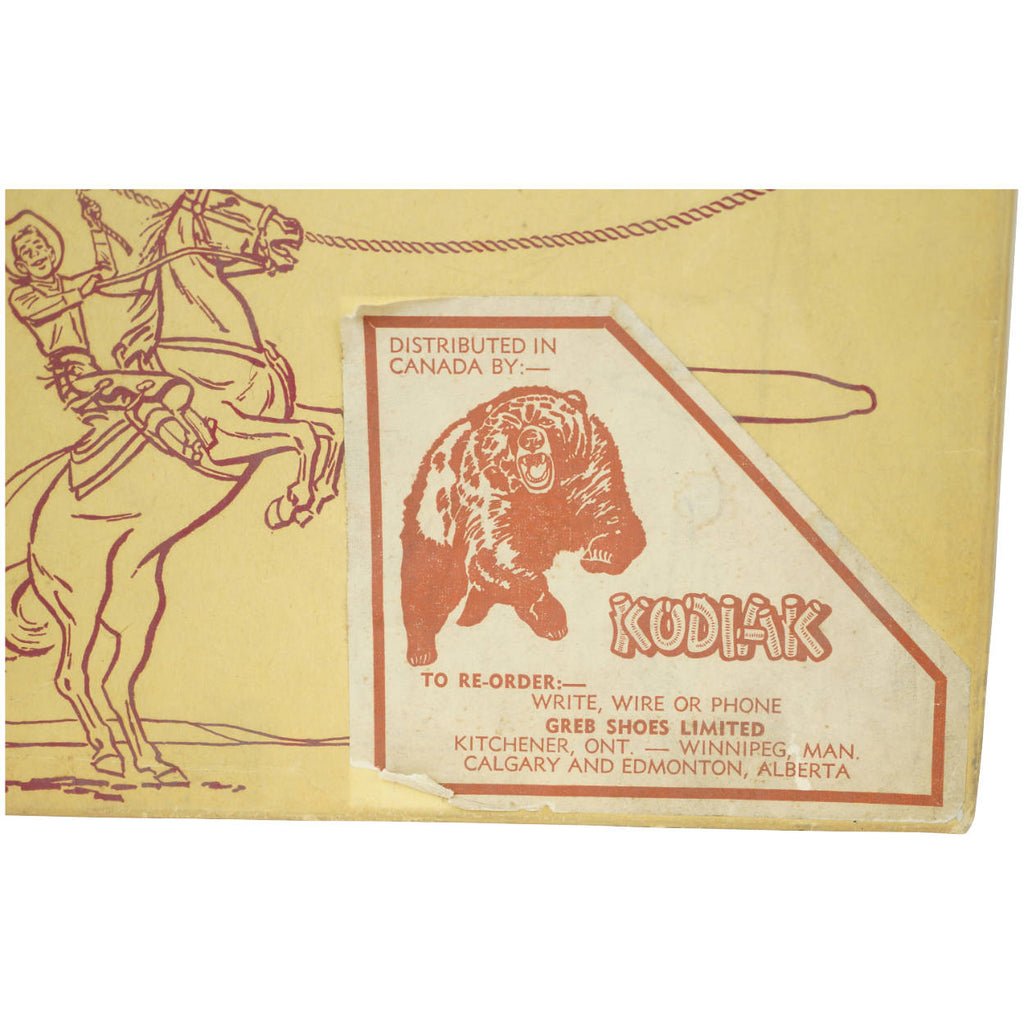 DISTRIBUTED IN
CANADA BY:—
KODIAK
TO RE-ORDER:—
WRITE, WIRE OR PHONE
GREB SHOES LIMITED
KITCHENER, ONT. — WINNIPEG, MAN.
CALGARY AND EDMONTON, ALBERTA